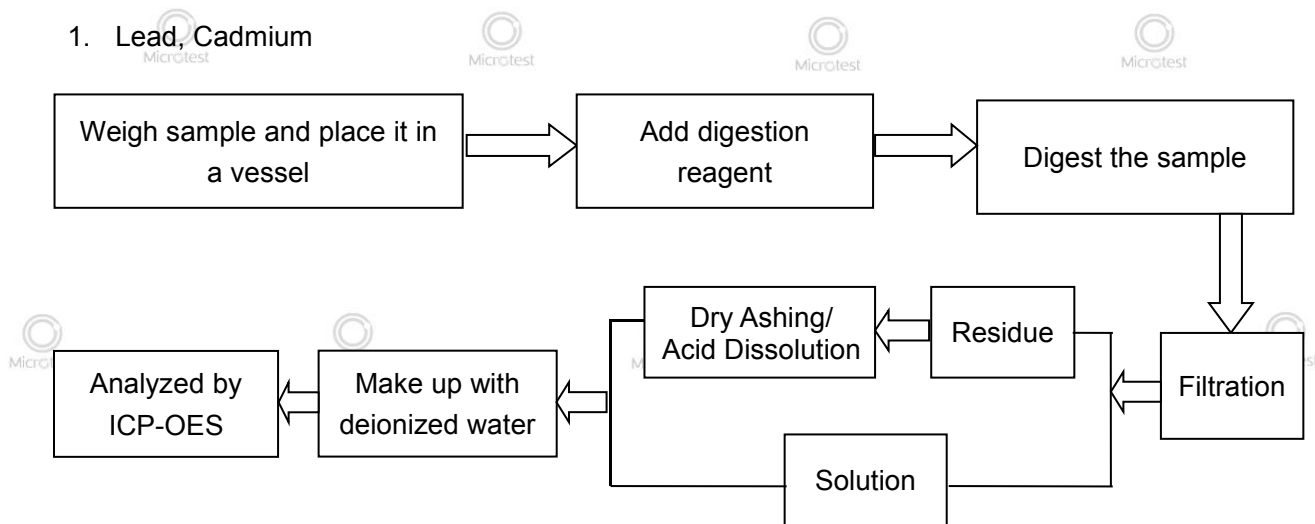 1. Lead, Cadmium
Microtest
Microtest
Microtest
Microtest
Weigh sample and place it in
a vessel
Add digestion
reagent
Digest the sample
Dry Ashing/
Acid Dissolution
Residue
Filtration
Analyzed by
ICP-OES
Make up with
deionized water
Solution